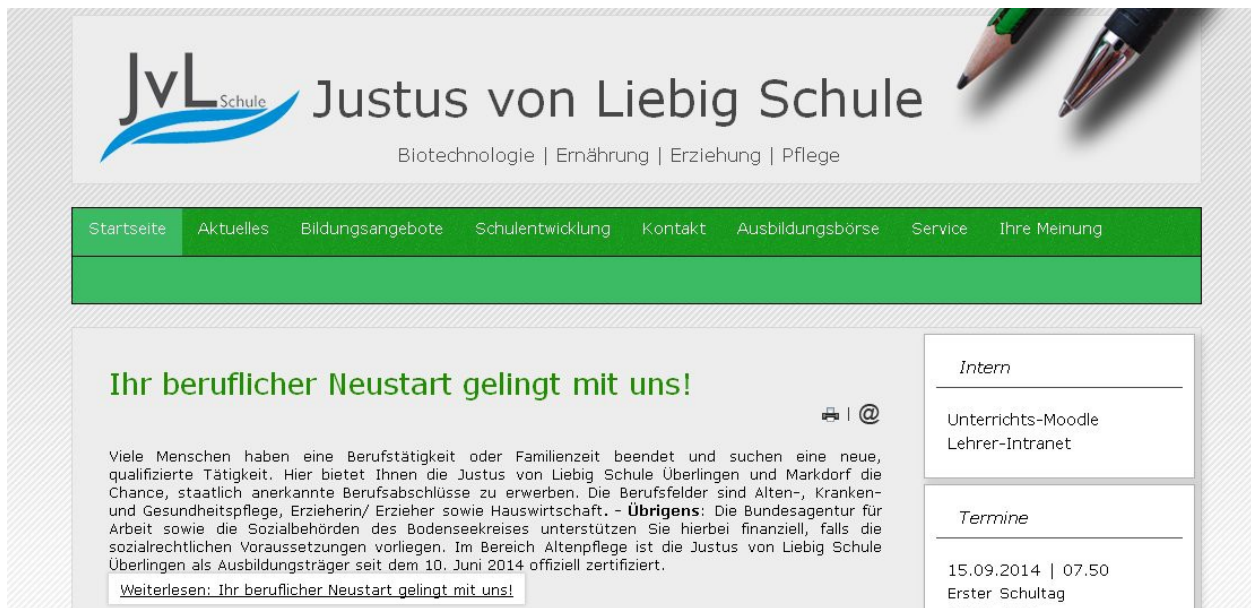 JvL Schule
Justus von Liebig Schule
Biotechnologie | Ernährung | Erziehung | Pflege
Startseite Aktuelles Bildungsangebote Schulentwicklung Kontakt Ausbildungsbörse Service Ihre Meinung
Ihr beruflicher Neustart gelingt mit uns!
| @
Viele Menschen haben eine Berufstätigkeit oder Familienzeit beendet und suchen eine neue,
qualifizierte Tätigkeit. Hier bietet Ihnen die Justus von Liebig Schule Überlingen und Markdorf die
Chance, staatlich anerkannte Berufsabschlüsse zu erwerben. Die Berufsfelder sind Alten-, Kranken-
und Gesundheitspflege, Erzieherin/ Erzieher sowie Hauswirtschaft. - Übrigens: Die Bundesagentur für
Arbeit sowie die Sozialbehörden des Bodenseekreises unterstützen Sie hierbei finanziell, falls die
sozialrechtlichen Voraussetzungen vorliegen. Im Bereich Altenpflege ist die Justus von Liebig Schule
Überlingen als Ausbildungsträger seit dem 10. Juni 2014 offiziell zertifiziert.
Weiterlesen: Ihr beruflicher Neustart gelingt mit uns!
Intern
Unterrichts-Moodle
Lehrer-Intranet
Termine
15.09.2014 | 07.50
Erster Schultag